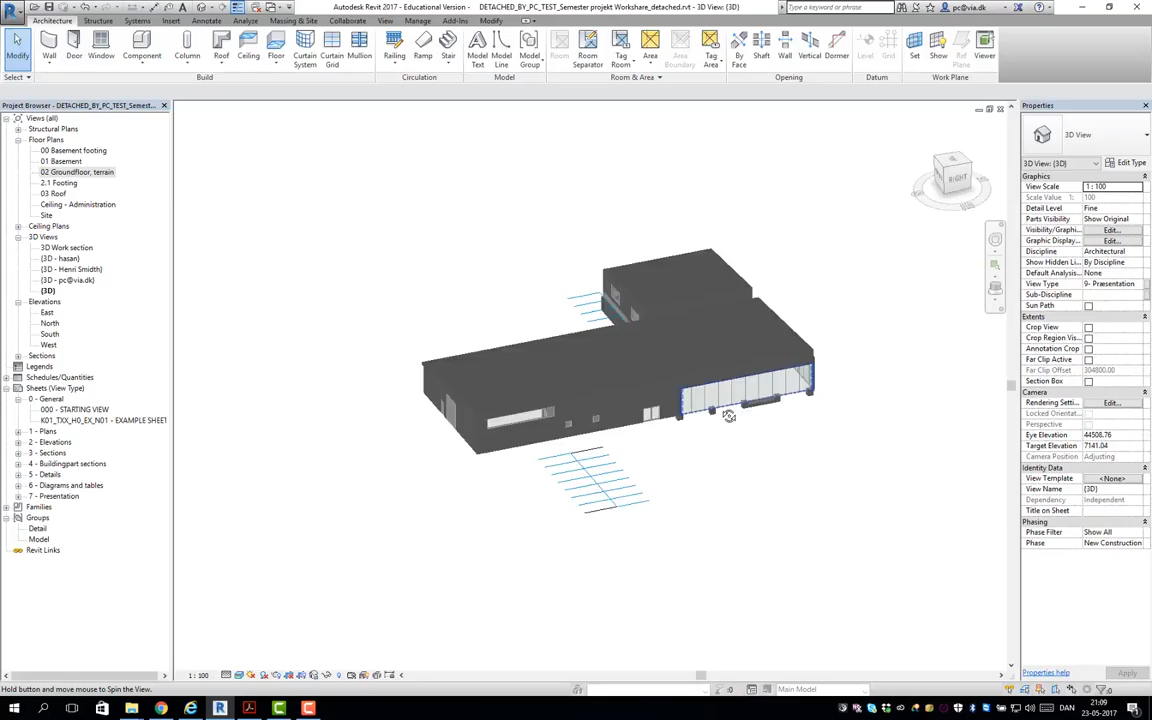 Autodesk Revit 2017 - Educational Version - DETACHED_BY_PC_TEST_Semester projekt Workshare_detached.rvt - 3D View: {3D}
Type a keyword or phrase
pc@via.dk
Architecture Structure Systems Insert Annotate Analyze Massing & Site Collaborate View Manage Add-Ins Modify
Modify Wall Door Window Component Column Roof Ceiling Floor Curtain System Curtain Grid Mullion Railing Ramp Stair Model Text Model Line Model Group Room Room Separator Tag Room Area Area Boundary Tag Area By Face Shaft Wall Vertical Dormer Level Grid Set Show Ref Plane Viewer
Select Build Circulation Model Room & Area Opening Datum Work Plane
Project Browser - DETACHED_BY_PC_TEST_Semest...
Views (all)
Structural Plans
Floor Plans
00 Basement footing
01 Basement
02 Groundfloor, terrain
2.1 Footing
03 Roof
Ceiling - Administration
Site
Ceiling Plans
3D Views
3D Work section
{3D - hasan}
{3D - Henri Smidth}
{3D - pc@via.dk}
{3D}
Elevations
East
North
South
West
Sections
Legends
Schedules/Quantities
Sheets (View Type)
0 - General
000 - STARTING VIEW
K01_TXX_H0_EX_N01 - EXAMPLE SHEET
1 - Plans
2 - Elevations
3 - Sections
4 - Buildingpart sections
5 - Details
6 - Diagrams and tables
7 - Presentation
Families
Groups
Detail
Model
Revit Links
RIGHT
Properties
3D View
3D View: {3D} Edit Type
Graphics
View Scale 1 : 100
Scale Value 1: 100
Detail Level Fine
Parts Visibility Show Original
Visibility/Graphi... Edit...
Graphic Display... Edit...
Discipline Architectural
Show Hidden Li... By Discipline
Default Analysis... None
View Type 9- Præsentation
Sub-Discipline
Sun Path
Extents
Crop View
Crop Region Vis...
Annotation Crop
Far Clip Active
Far Clip Offset 304800.00
Section Box
Camera
Rendering Setti... Edit...
Locked Orientat...
Perspective
Eye Elevation 44508.76
Target Elevation 7141.04
Camera Position Adjusting
Identity Data
View Template <None>
View Name {3D}
Dependency Independent
Title on Sheet
Phasing
Phase Filter Show All
Phase New Construction
Properties help Apply
1 : 100
Hold button and move mouse to Spin the View.
:0 Main Model :0
DAN 21:09
23-05-2017